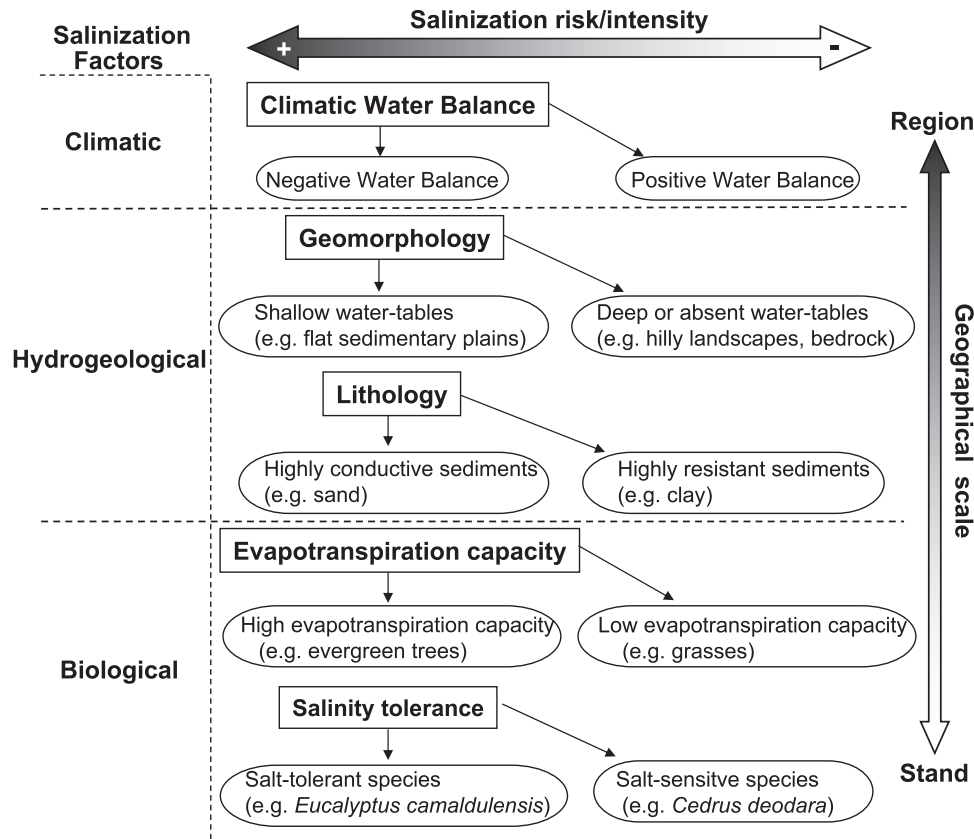 Salinization risk/intensity
Salinization
Factors
+
-
Climatic Water Balance
Region
Climatic
Negative Water Balance
Positive Water Balance
Geomorphology
Shallow water-tables
(e.g. flat sedimentary plains)
Deep or absent water-tables
(e.g. hilly landscapes, bedrock)
Hydrogeological
Geographical scale
Lithology
Highly conductive sediments
(e.g. sand)
Highly resistant sediments
(e.g. clay)
Evapotranspiration capacity
High evapotranspiration capacity
(e.g. evergreen trees)
Low evapotranspiration capacity
(e.g. grasses)
Biological
Salinity tolerance
Salt-tolerant species
(e.g. Eucalyptus camaldulensis)
Salt-sensitve species
(e.g. Cedrus deodara)
Stand